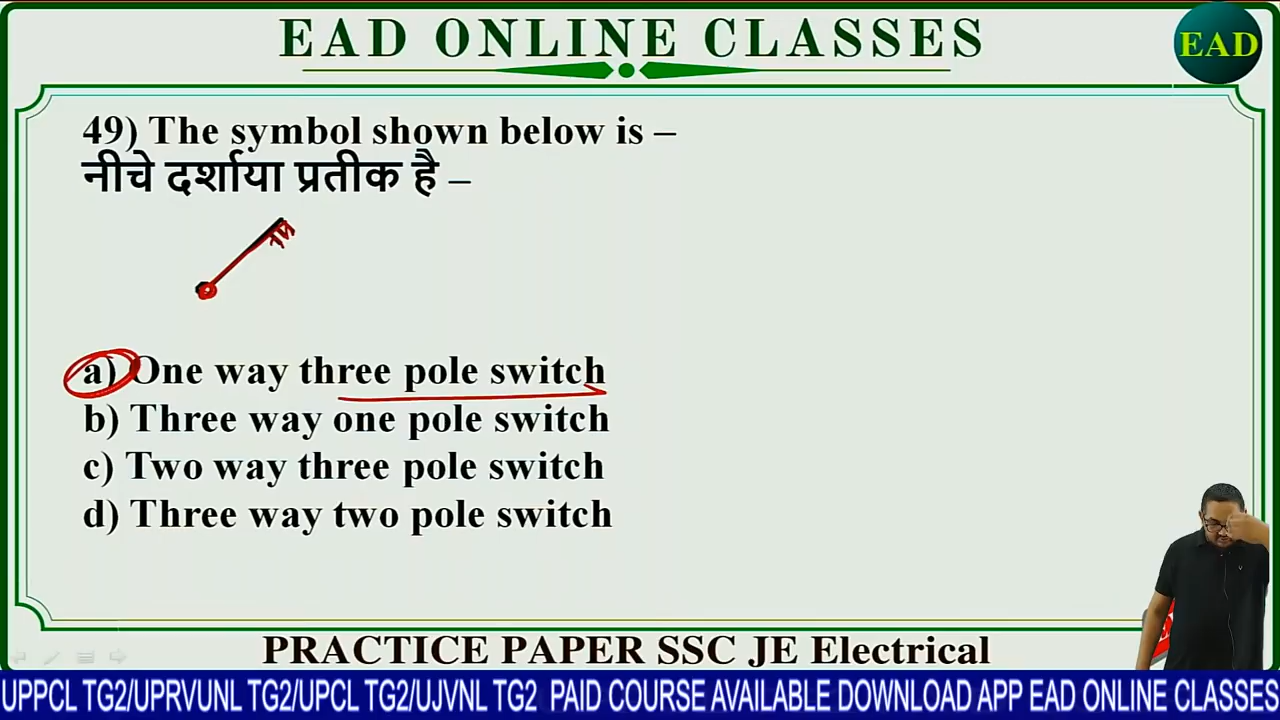 EAD ONLINE CLASSES
EAD
49) The symbol shown below is –
नीचे दर्शाया प्रतीक है –
a) One way three pole switch
b) Three way one pole switch
c) Two way three pole switch
d) Three way two pole switch
PRACTICE PAPER SSC JE Electrical
UPPCL TG2/UPRVUNL TG2/UPCL TG2/UJVNL TG2 PAID COURSE AVAILABLE DOWNLOAD APP EAD ONLINE CLASSES